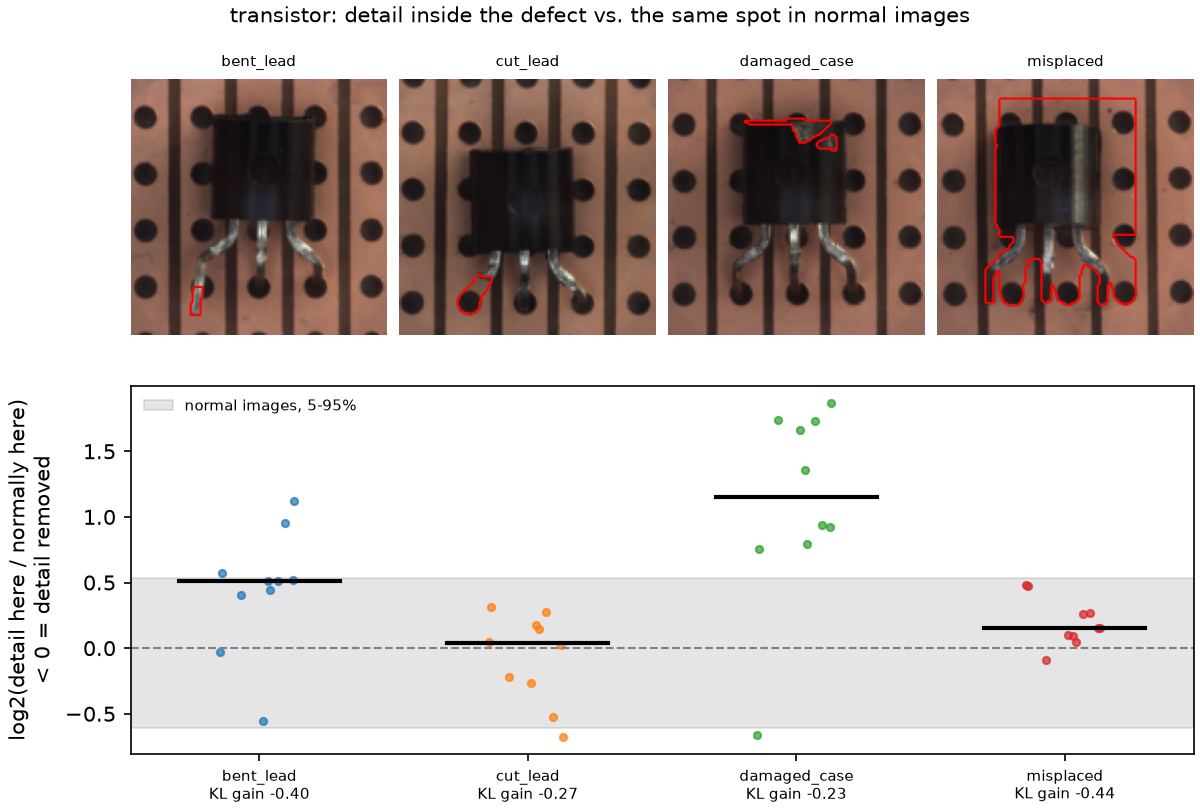 transistor: detail inside the defect vs. the same spot in normal images
bent_lead
cut_lead
damaged_case
misplaced
log2(detail here / normally here)
< 0 = detail removed
normal images, 5-95%
1.5
1.0
0.5
0.0
−0.5
bent_lead
KL gain -0.40
cut_lead
KL gain -0.27
damaged_case
KL gain -0.23
misplaced
KL gain -0.44